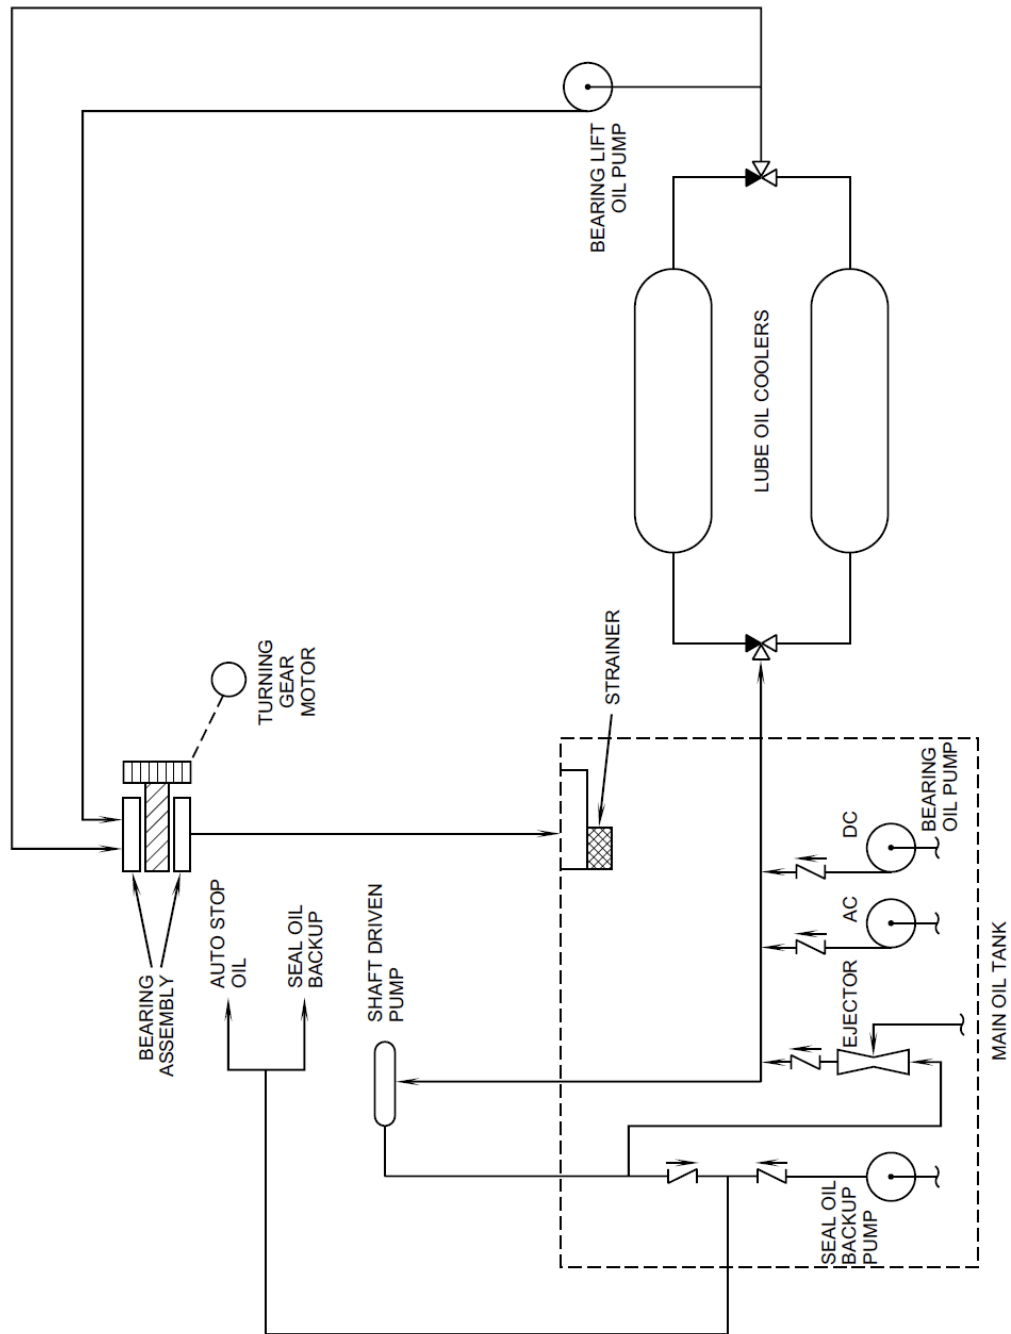 BEARING
ASSEMBLY
AUTO STOP
OIL
SEAL OIL
BACKUP
SHAFT DRIVEN
PUMP
TURNING
GEAR
MOTOR
STRAINER
BEARING LIFT
OIL PUMP
LUBE OIL COOLERS
SEAL OIL
BACKUP
PUMP
EJECTOR
AC
DC
BEARING
OIL PUMP
MAIN OIL TANK